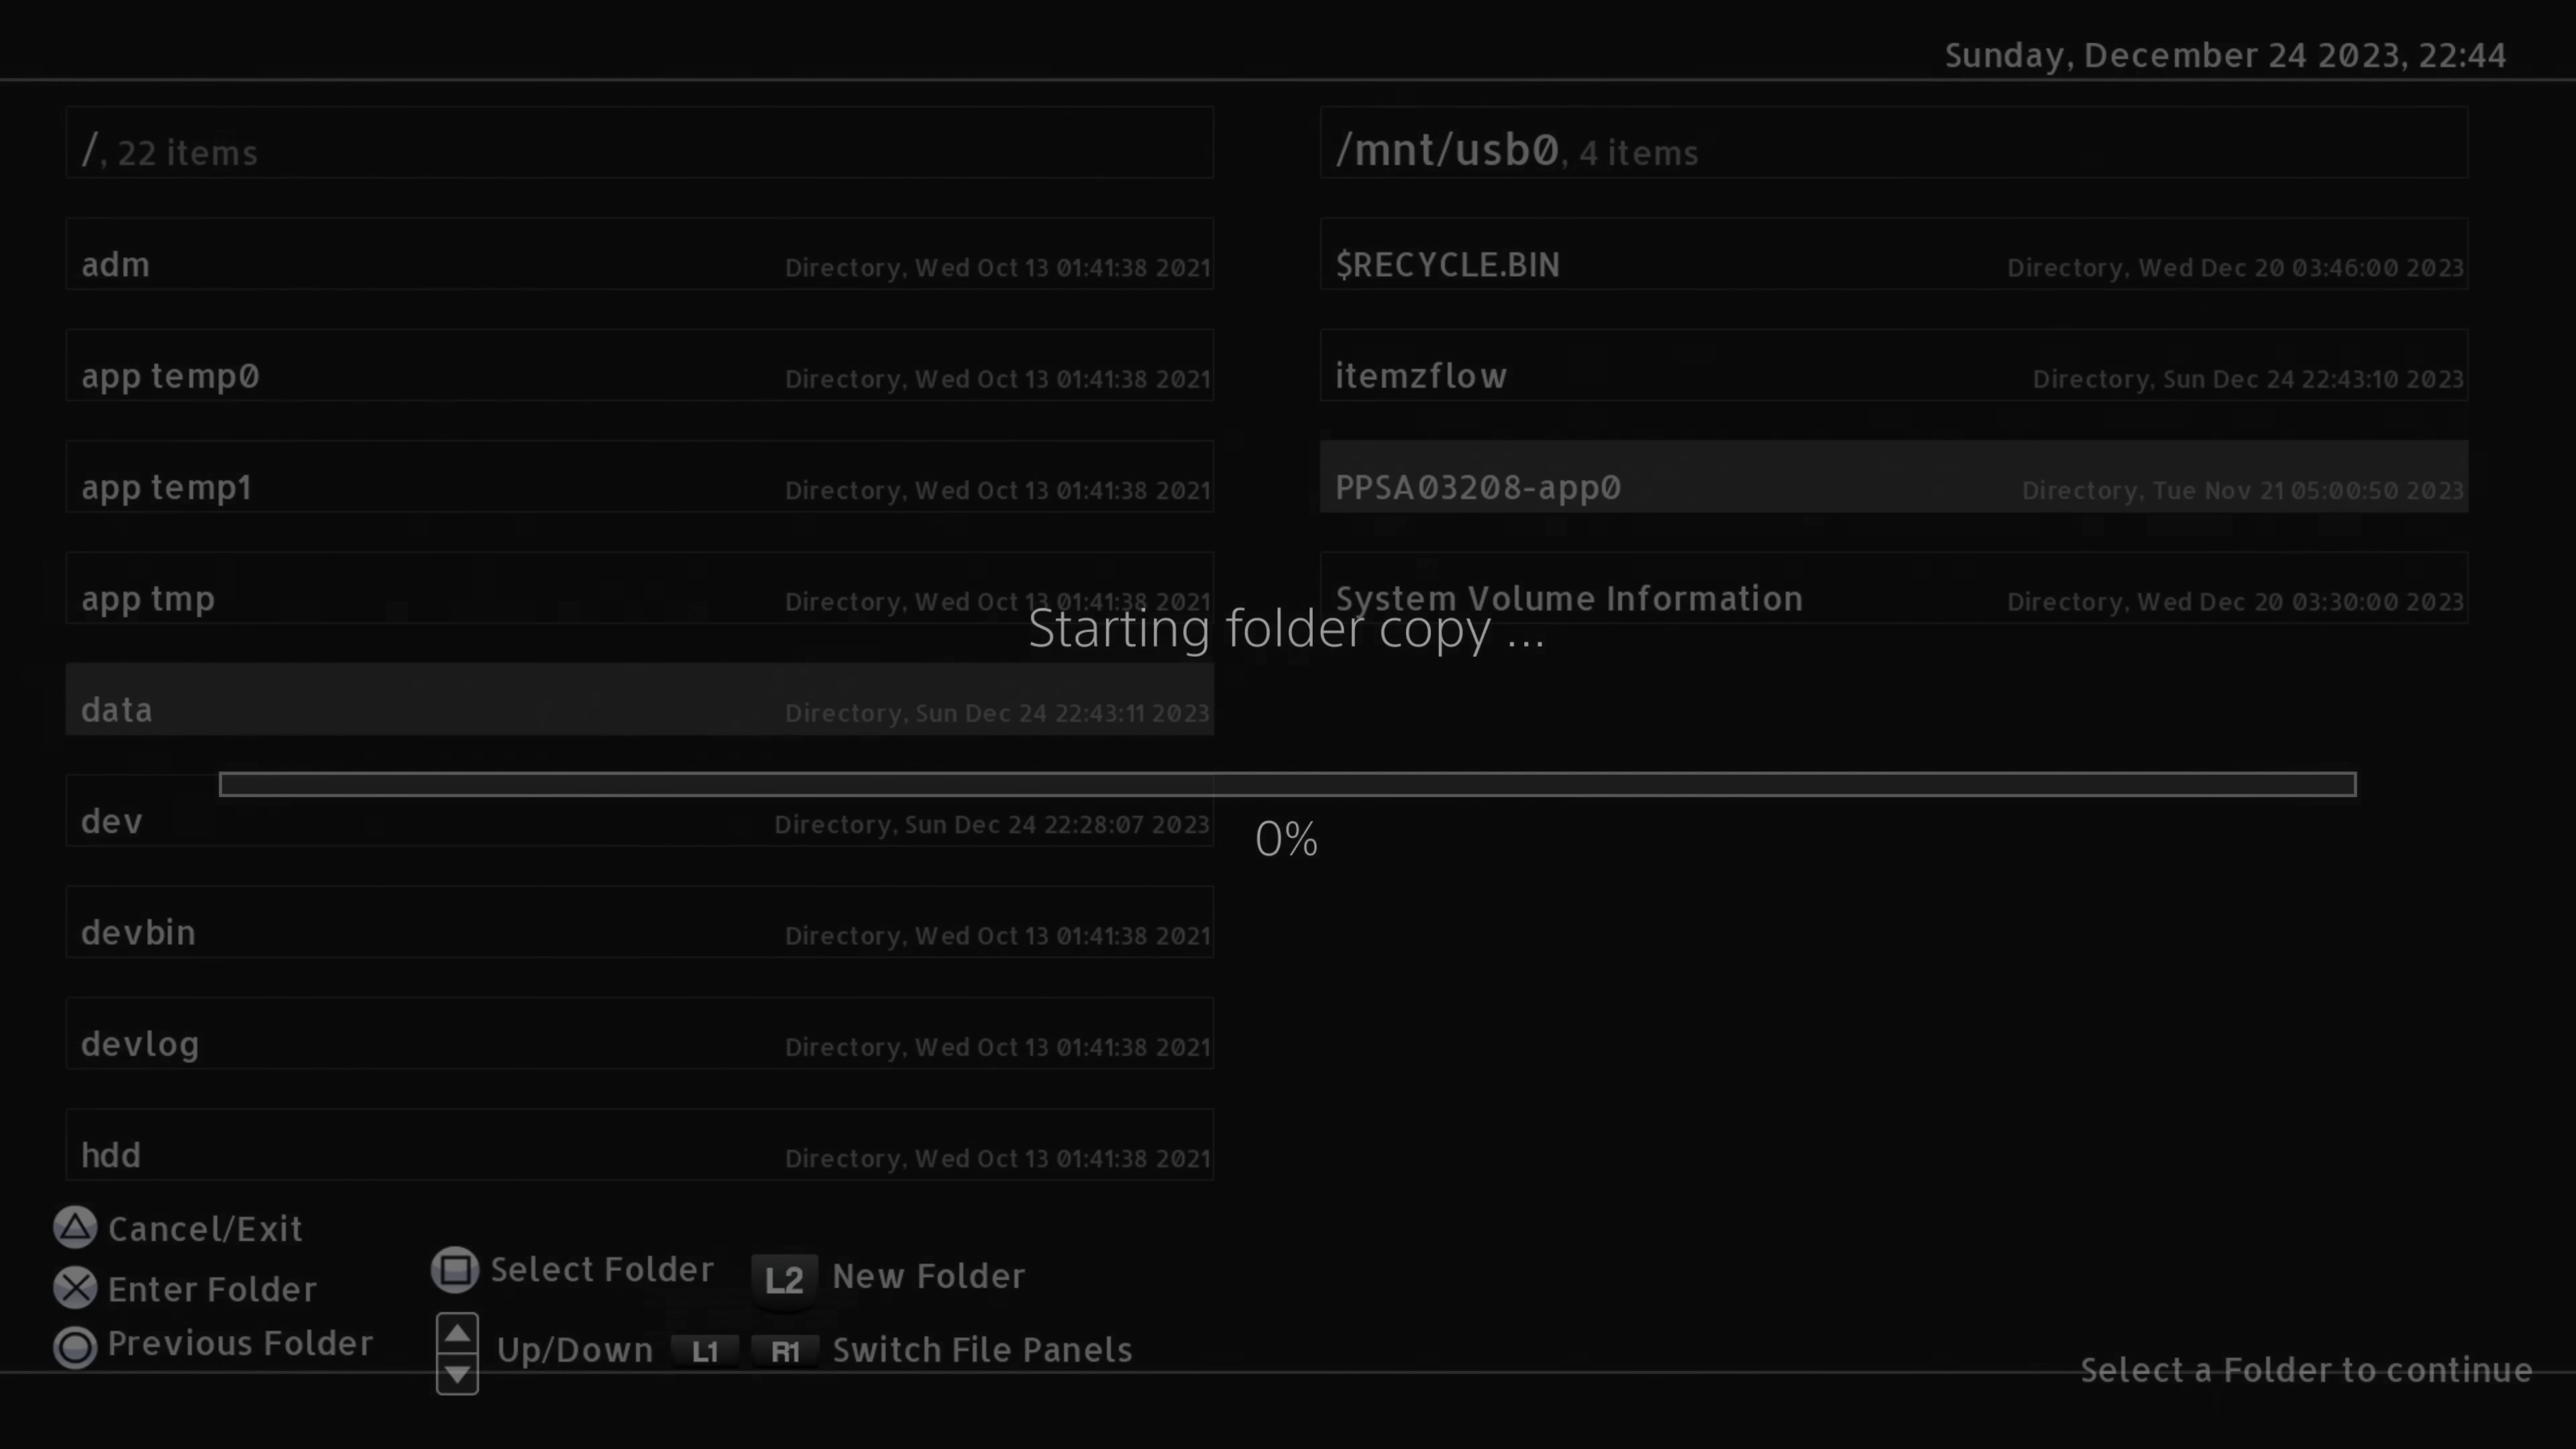 Sunday, December 24 2023, 22:44
/, 22 items
adm Directory, Wed Oct 13 01:41:38 2021
app temp0 Directory, Wed Oct 13 01:41:38 2021
app temp1 Directory, Wed Oct 13 01:41:38 2021
app tmp Directory, Wed Oct 13 01:41:38 2021
data Directory, Sun Dec 24 22:43:11 2023
dev Directory, Sun Dec 24 22:28:07 2023
devbin Directory, Wed Oct 13 01:41:38 2021
devlog Directory, Wed Oct 13 01:41:38 2021
hdd Directory, Wed Oct 13 01:41:38 2021
/mnt/usb0, 4 items
$RECYCLE.BIN Directory, Wed Dec 20 03:46:00 2023
itemzflow Directory, Sun Dec 24 22:43:10 2023
PPSA03208-app0 Directory, Tue Nov 21 05:00:50 2023
System Volume Information Directory, Wed Dec 20 03:30:00 2023
Starting folder copy ...
0%
Cancel/Exit
Enter Folder
Previous Folder
Select Folder L2 New Folder
Up/Down L1 R1 Switch File Panels
Select a Folder to continue